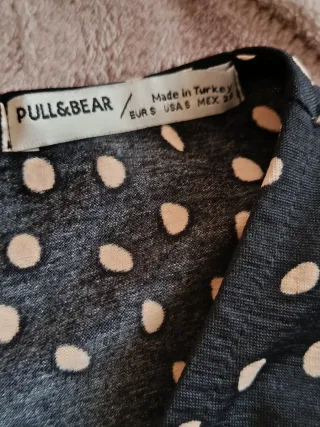 PULL&BEAR / Made in Turkey
EUR S USA S MEX